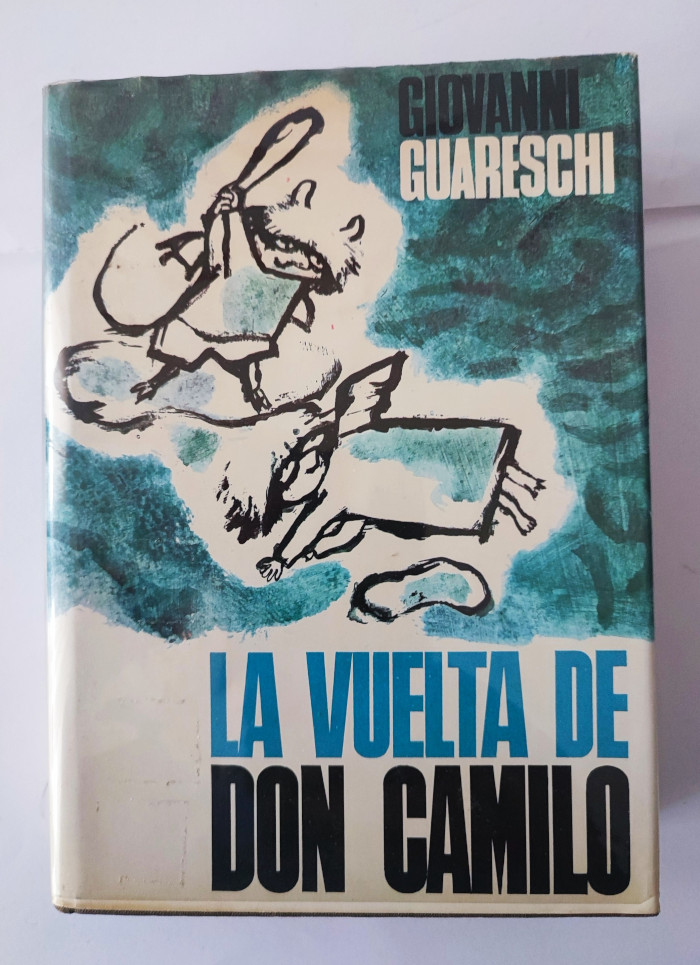 GIOVANNI
GUARESCHI
LA VUELTA DE
DON CAMILO